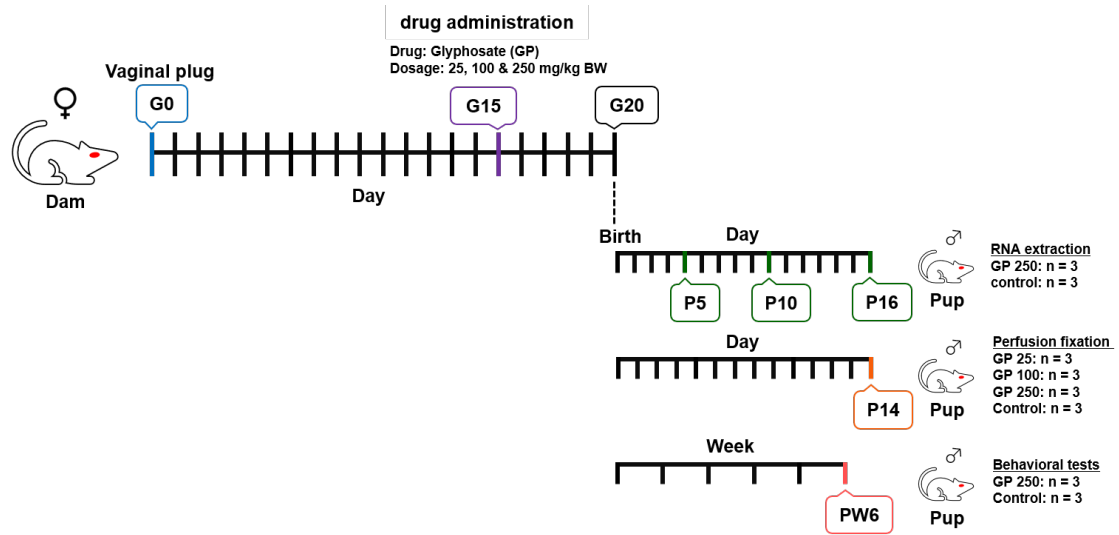 drug administration
Drug: Glyphosate (GP)
Dosage: 25, 100 & 250 mg/kg BW
Vaginal plug
G0
G15
G20
♀
Dam
Day
Birth
Day
P5
P10
P16
♂
Pup
RNA extraction
GP 250: n = 3
control: n = 3
Day
P14
♂
Pup
Perfusion fixation
GP 25: n = 3
GP 100: n = 3
GP 250: n = 3
Control: n = 3
Week
PW6
♂
Pup
Behavioral tests
GP 250: n = 3
Control: n = 3